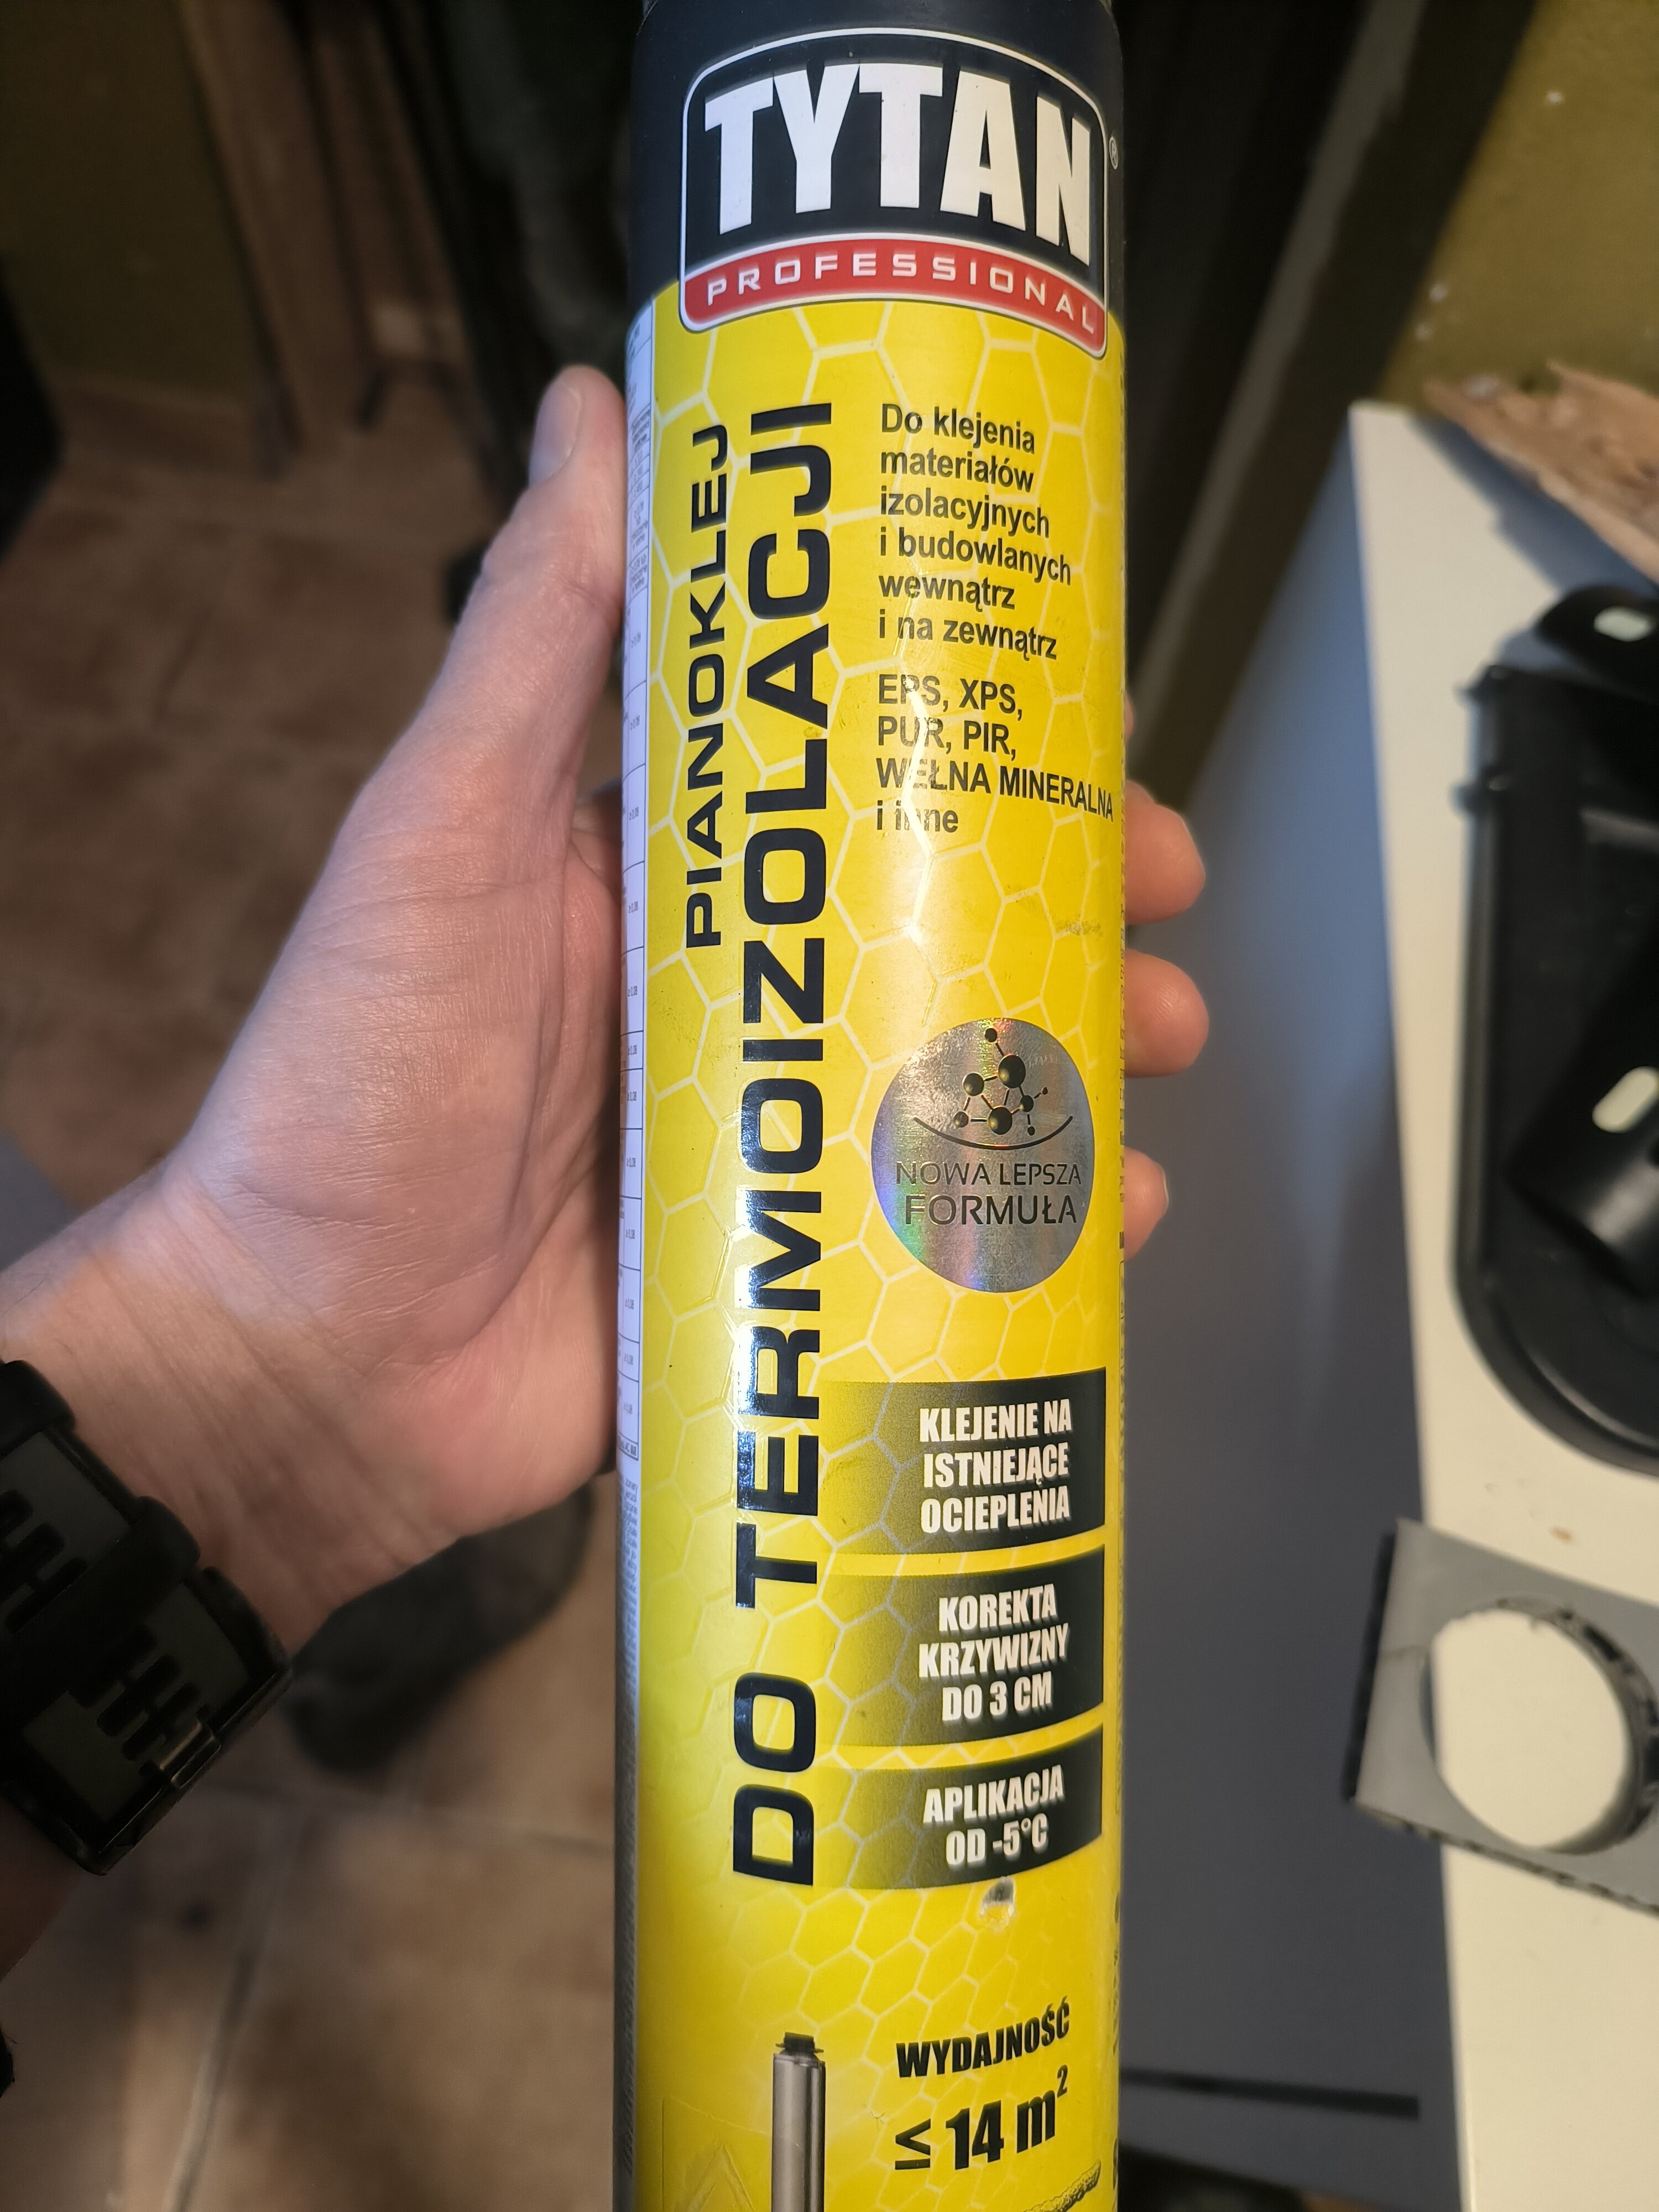 TYTAN
®
PROFESSIONAL
PIANOKLEJ
DO TERMOIZOLACJI
Do klejenia
materiałów
izolacyjnych
i budowlanych
wewnątrz
i na zewnątrz
EPS, XPS,
PUR, PIR,
WEŁNA MINERALNA
i inne
NOWA LEPSZA
FORMUŁA
KLEJENIE NA
ISTNIEJĄCE
OCIEPLENIA
KOREKTA
KRZYWIZNY
DO 3 CM
APLIKACJA
OD -5°C
WYDAJNOŚĆ
≤ 14 m²